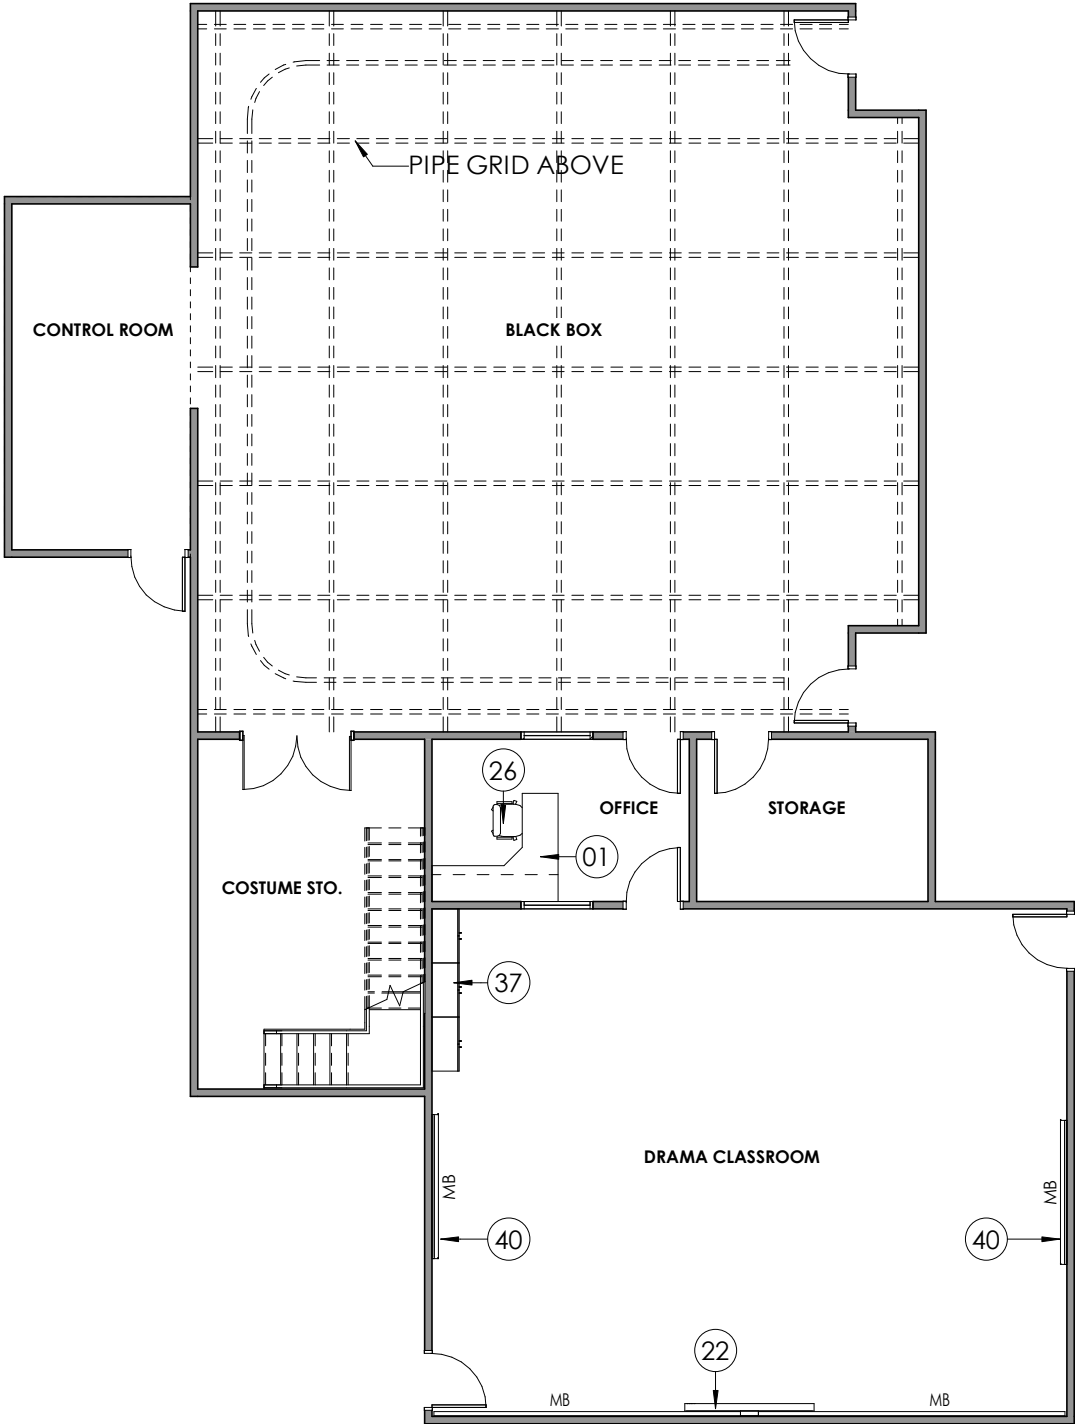 PIPE GRID ABOVE
CONTROL ROOM
BLACK BOX
26
OFFICE
STORAGE
01
COSTUME STO.
37
DRAMA CLASSROOM
MB
MB
40
40
22
MB
MB